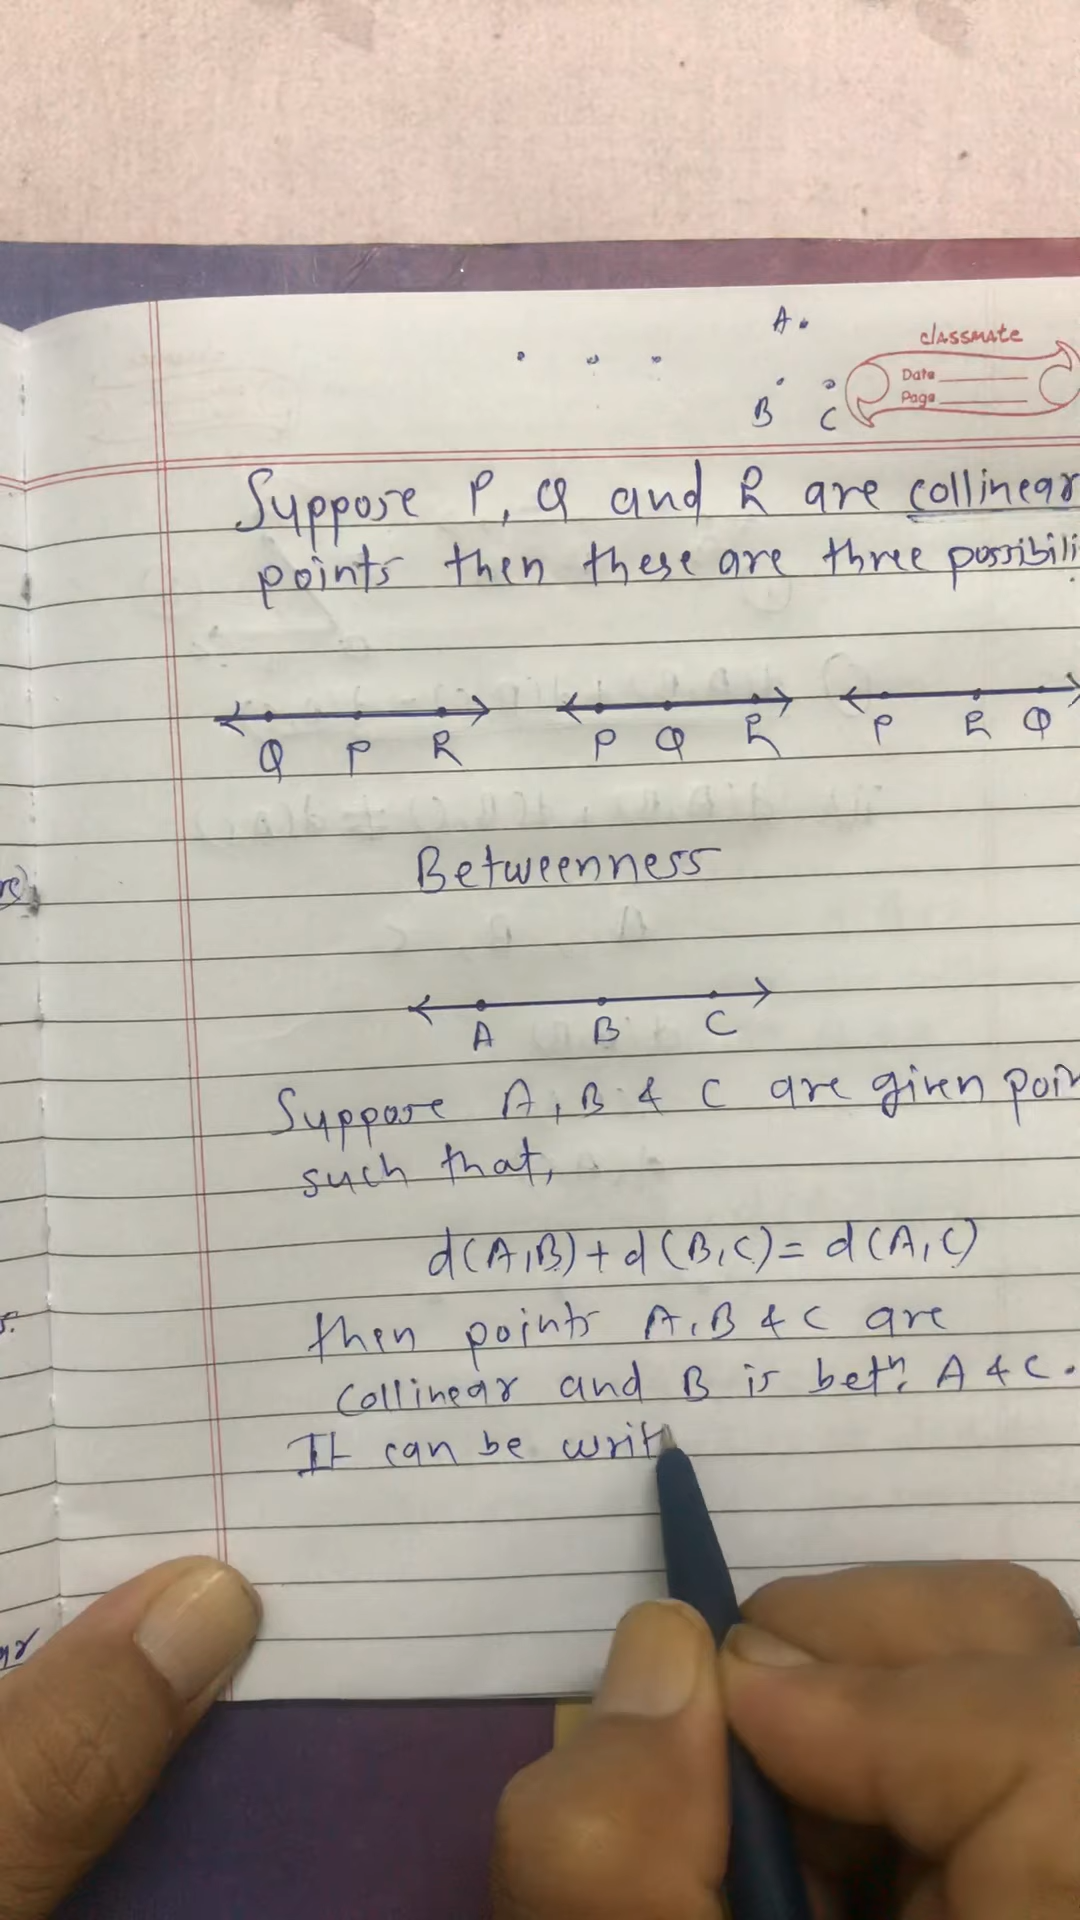 A
classmate
Date
Page
B C
Suppose P, Q and R are collinear
points then these are three possibili
Q P R P Q R P R Q
Betweenness
A B C
Suppose A, B & C are given poin
such that,
d(A,B)+d(B,C)=d(A,C)
then points A, B & C are
collinear and B is betn. A & C.
It can be writ